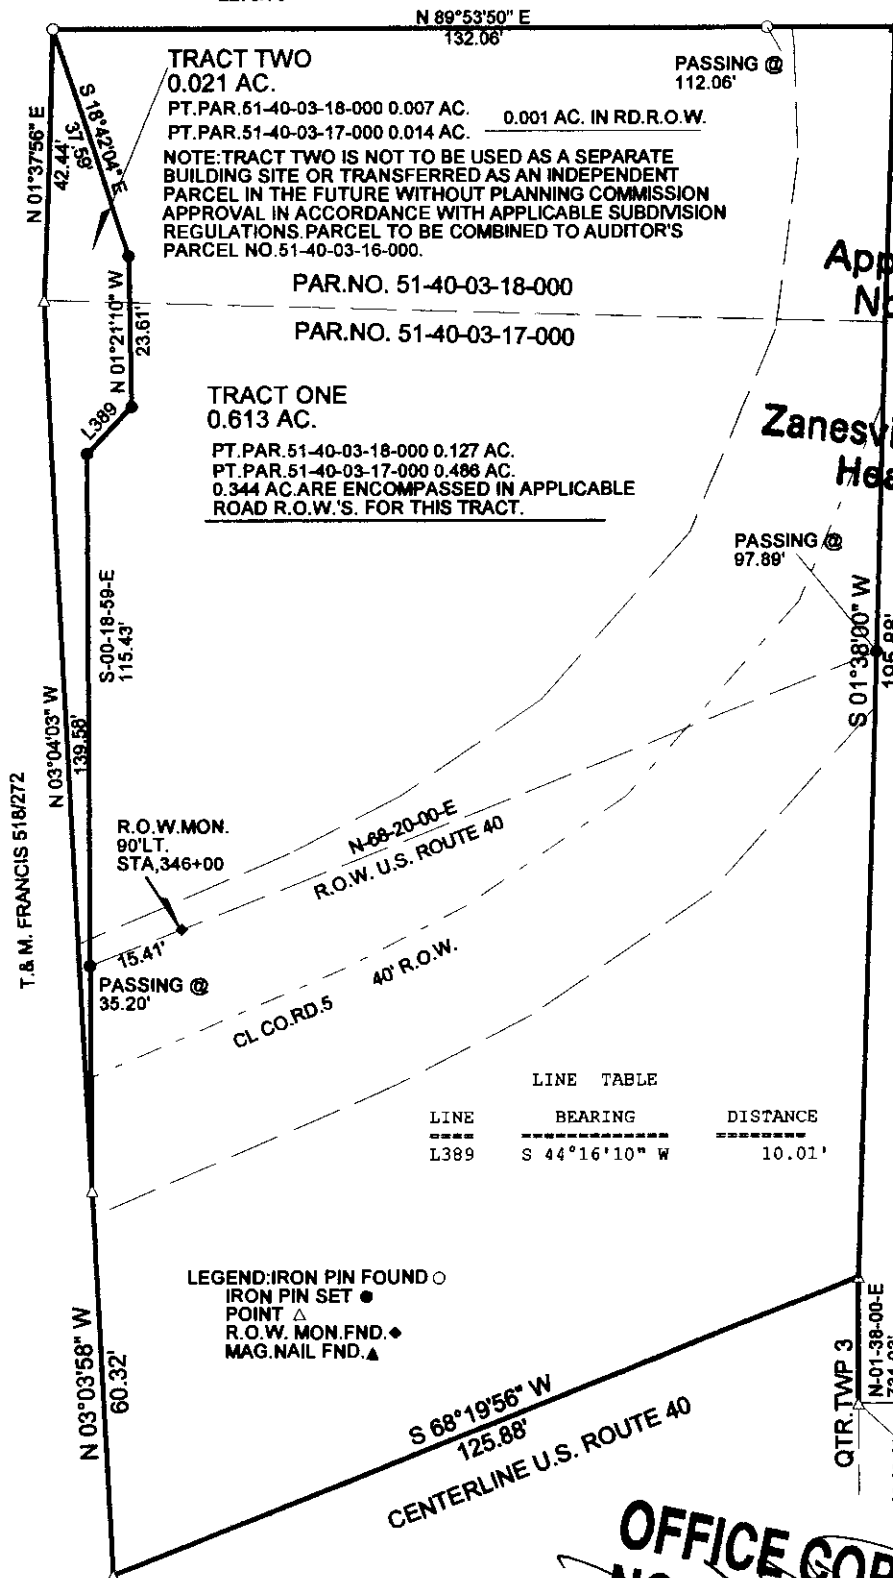 N 89°53'50" E
132.06'
TRACT TWO
0.021 AC.
PT.PAR.51-40-03-18-000 0.007 AC.
PT.PAR.51-40-03-17-000 0.014 AC.
0.001 AC. IN RD.R.O.W.
PASSING @
112.06'
NOTE:TRACT TWO IS NOT TO BE USED AS A SEPARATE
BUILDING SITE OR TRANSFERRED AS AN INDEPENDENT
PARCEL IN THE FUTURE WITHOUT PLANNING COMMISSION
APPROVAL IN ACCORDANCE WITH APPLICABLE SUBDIVISION
REGULATIONS.PARCEL TO BE COMBINED TO AUDITOR'S
PARCEL NO.51-40-03-16-000.
N 01°37'56" E
42.44'
S 18°42'04" E
37.59'
N 01°21'10" W
23.61'
L389
PAR.NO. 51-40-03-18-000
PAR.NO. 51-40-03-17-000
TRACT ONE
0.613 AC.
PT.PAR.51-40-03-18-000 0.127 AC.
PT.PAR.51-40-03-17-000 0.486 AC.
0.344 AC.ARE ENCOMPASSED IN APPLICABLE
ROAD R.O.W.'S. FOR THIS TRACT.
PASSING @
97.89'
S 01°38'00" W
195.88'
S-00-18-59-E
115.43'
N 03°04'03" W
139.58'
T.& M. FRANCIS 518/272
R.O.W.MON.
90'LT.
STA,346+00
N-68-20-00-E
R.O.W. U.S. ROUTE 40
15.41'
PASSING @
35.20'
CL CO.RD.5
40' R.O.W.
LINE TABLE
LINE BEARING DISTANCE
L389 S 44°16'10" W 10.01'
LEGEND:IRON PIN FOUND ○
IRON PIN SET ●
POINT △
R.O.W. MON.FND.◆
MAG.NAIL FND.▲
N 03°03'58" W
60.32'
S 68°19'56" W
125.88'
CENTERLINE U.S. ROUTE 40
QTR.TWP 3
N-01-38-00-E
OFFICE COP